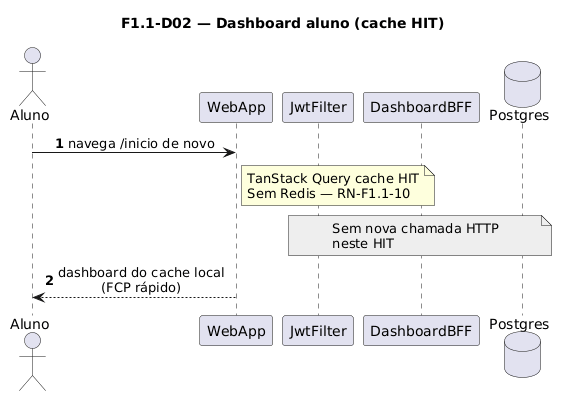 F1.1-D02 — Dashboard aluno (cache HIT)
Aluno
WebApp
JwtFilter
DashboardBFF
Postgres
1 navega /inicio de novo
TanStack Query cache HIT
Sem Redis — RN-F1.1-10
Sem nova chamada HTTP
neste HIT
2 dashboard do cache local
(FCP rápido)
Aluno
WebApp
JwtFilter
DashboardBFF
Postgres